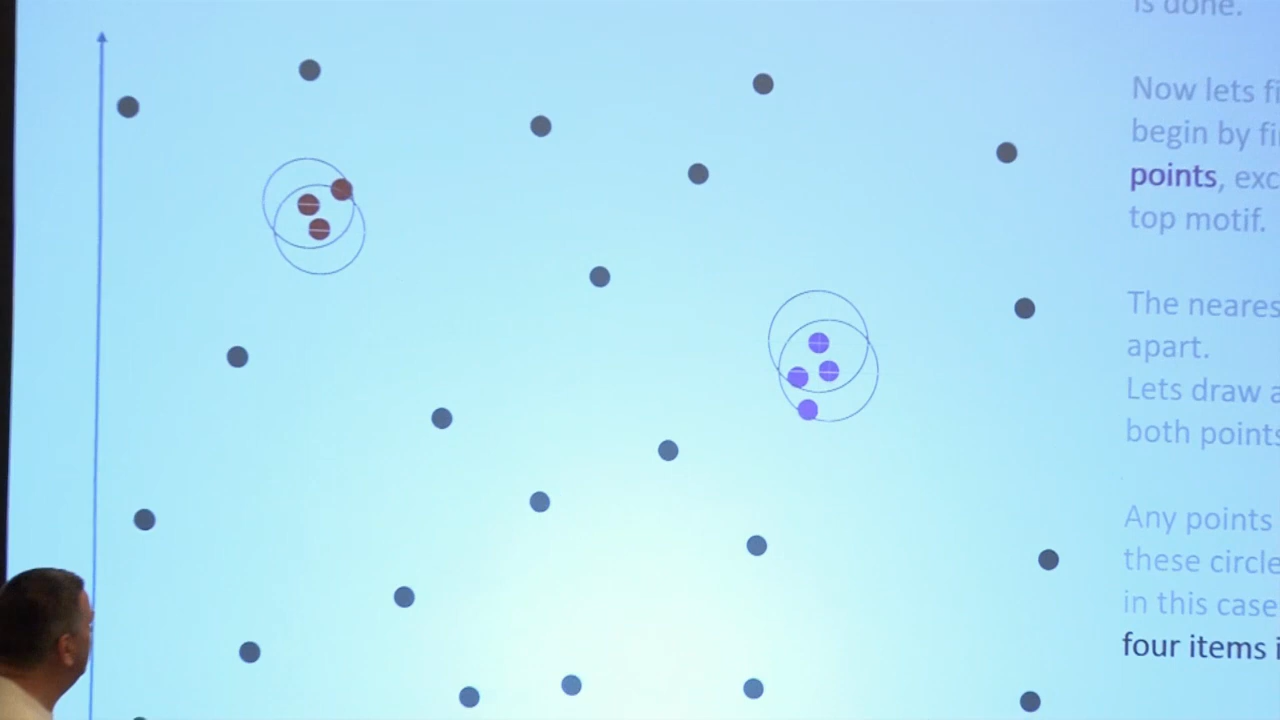 is done.
Now lets fi
begin by fi
points, exc
top motif.
The neares
apart.
Lets draw a
both points
Any points
these circle
in this case
four items i